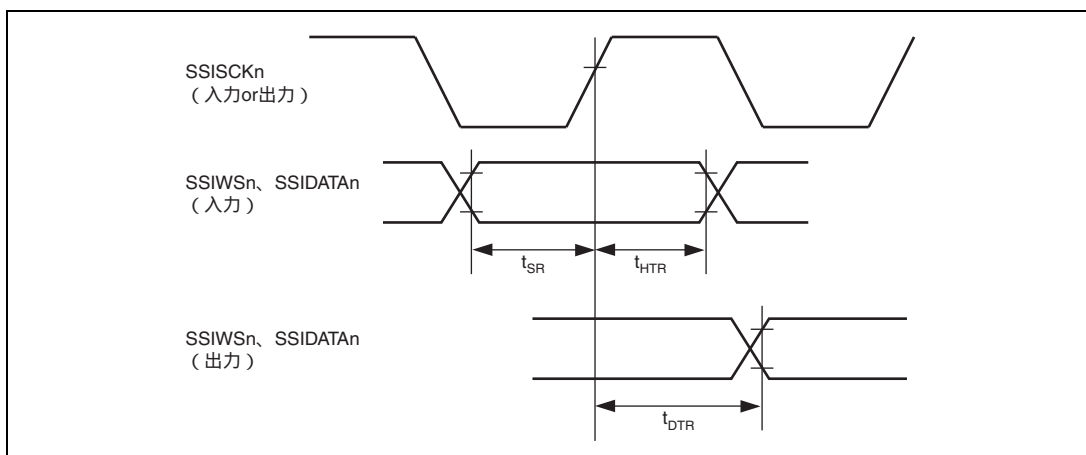 SSISCKn
（入力or出力）
SSIWSn、SSIDATAn
（入力）
tSR
tHTR
SSIWSn、SSIDATAn
（出力）
tDTR